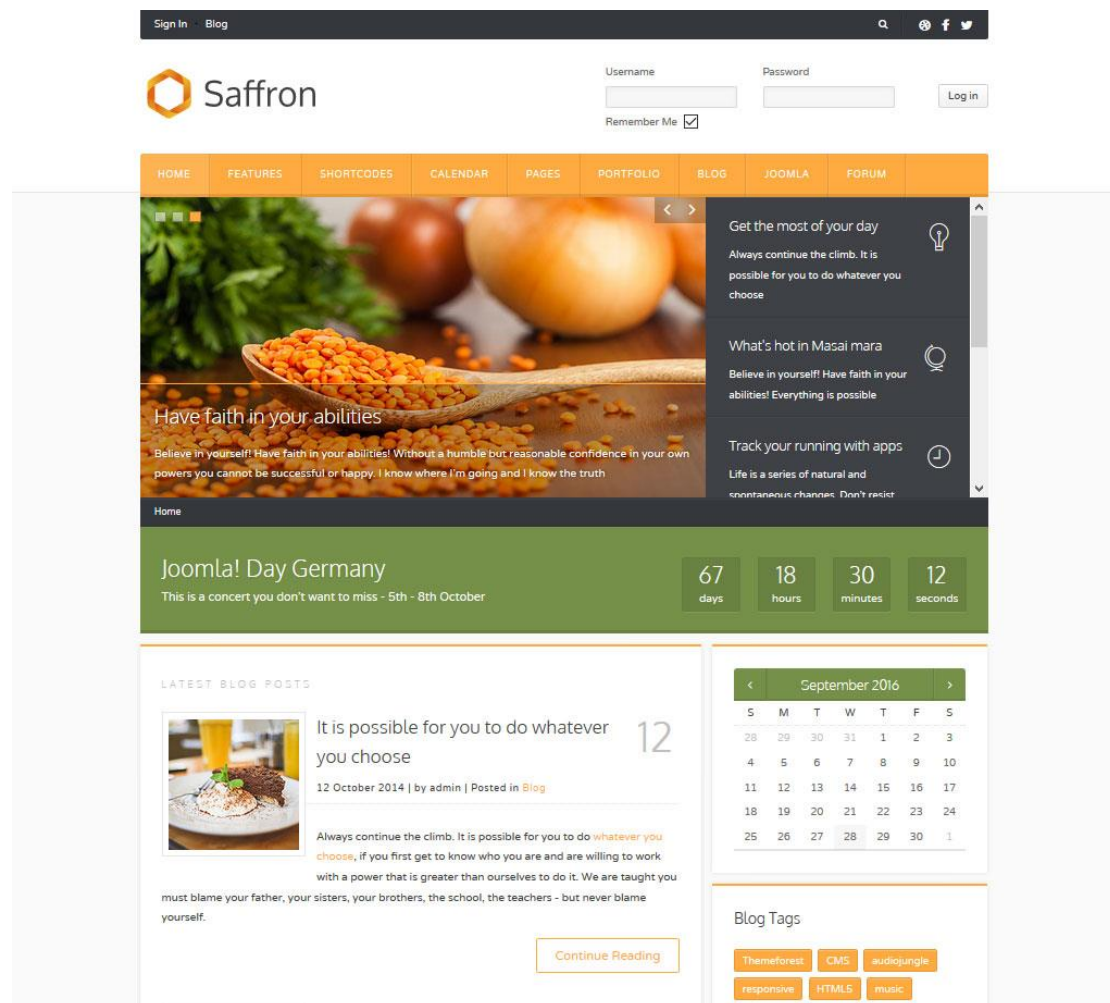 Sign In
Blog
Saffron
Username
Password
Log in
Remember Me
HOME
FEATURES
SHORTCODES
CALENDAR
PAGES
PORTFOLIO
BLOG
JOOMLA
FORUM
Have faith in your abilities
Believe in yourself! Have faith in your abilities! Without a humble but reasonable confidence in your own
powers you cannot be successful or happy. I know where I'm going and I know the truth
Get the most of your day
Always continue the climb. It is
possible for you to do whatever you
choose
What's hot in Masai mara
Believe in yourself! Have faith in your
abilities! Everything is possible
Track your running with apps
Life is a series of natural and
spontaneous changes. Don't resist
Home
Joomla! Day Germany
This is a concert you don't want to miss - 5th - 8th October
67
days
18
hours
30
minutes
12
seconds
LATEST BLOG POSTS
It is possible for you to do whatever
you choose
12
12 October 2014 | by admin | Posted in Blog
Always continue the climb. It is possible for you to do whatever you
choose, if you first get to know who you are and are willing to work
with a power that is greater than ourselves to do it. We are taught you
must blame your father, your sisters, your brothers, the school, the teachers - but never blame
yourself.
Continue Reading
September 2016
S M T W T F S
28 29 30 31 1 2 3
4 5 6 7 8 9 10
11 12 13 14 15 16 17
18 19 20 21 22 23 24
25 26 27 28 29 30 1
Blog Tags
Themeforest CMS audiojungle
responsive HTML5 music